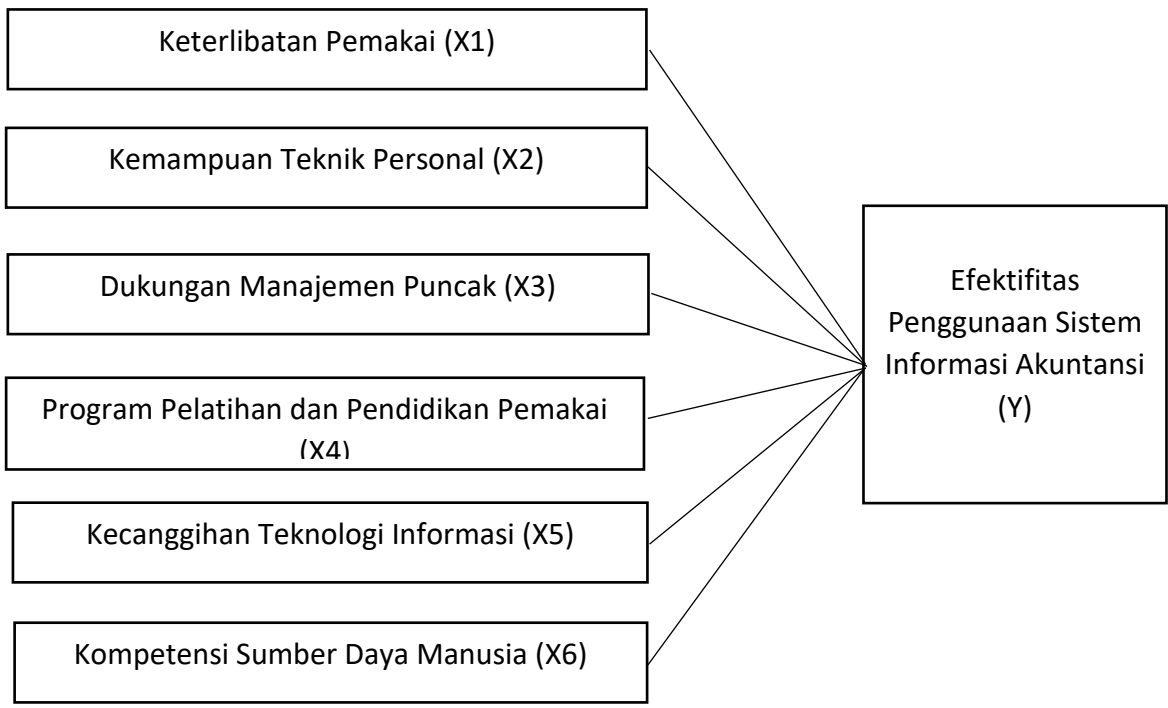 Keterlibatan Pemakai (X1)
Kemampuan Teknik Personal (X2)
Dukungan Manajemen Puncak (X3)
Program Pelatihan dan Pendidikan Pemakai
(X4)
Kecanggihan Teknologi Informasi (X5)
Kompetensi Sumber Daya Manusia (X6)
Efektifitas
Penggunaan Sistem
Informasi Akuntansi
(Y)